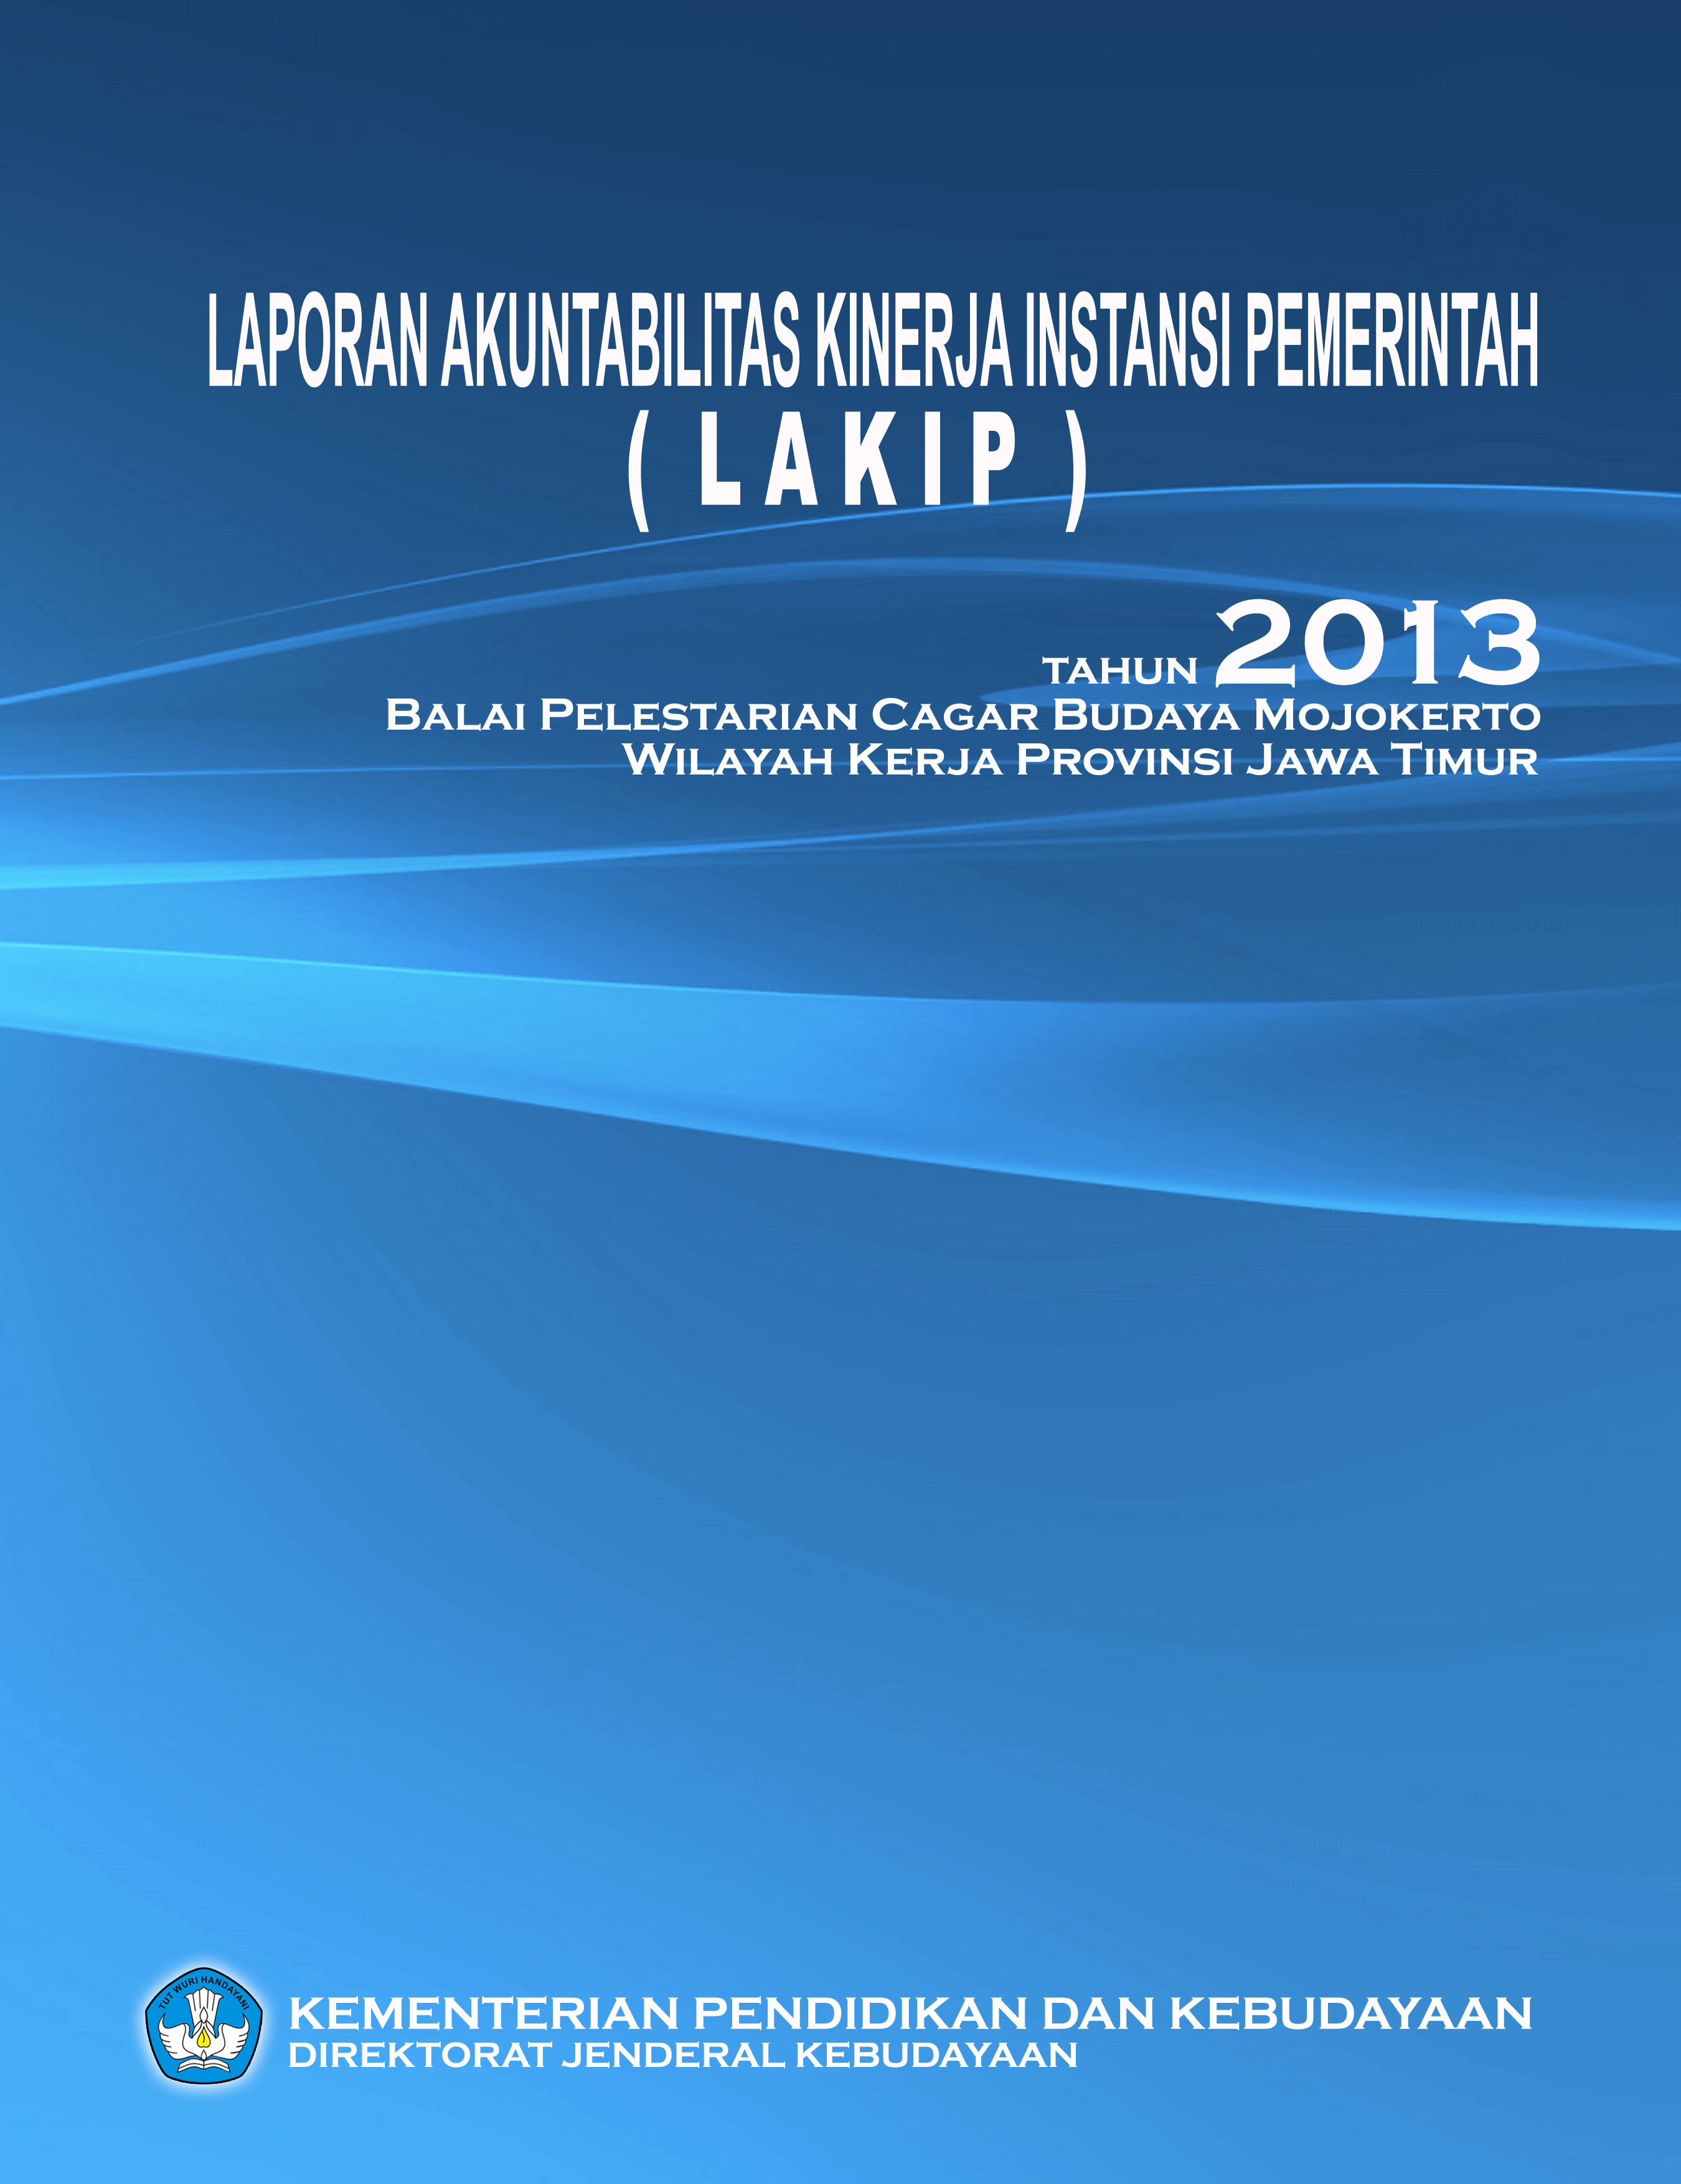 LAPORAN AKUNTABILITAS KINERJA INSTANSI PEMERINTAH
( LAKIP )
TAHUN 2013
BALAI PELESTARIAN CAGAR BUDAYA MOJOKERTO
WILAYAH KERJA PROVINSI JAWA TIMUR
TUT WURI HANDAYANI
KEMENTERIAN PENDIDIKAN DAN KEBUDAYAAN
DIREKTORAT JENDERAL KEBUDAYAAN